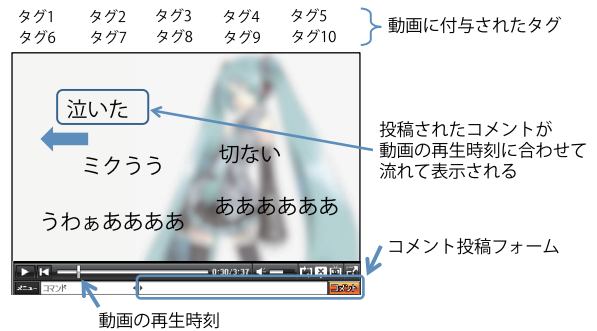 タグ1 タグ2 タグ3 タグ4 タグ5
タグ6 タグ7 タグ8 タグ9 タグ10
動画に付与されたタグ
泣いた
切ない
ミクうう
ああああああ
うわぁああああ
投稿されたコメントが
動画の再生時刻に合わせて
流れて表示される
コメント投稿フォーム
0:30/3:37
メニュー コマンド コメント
動画の再生時刻